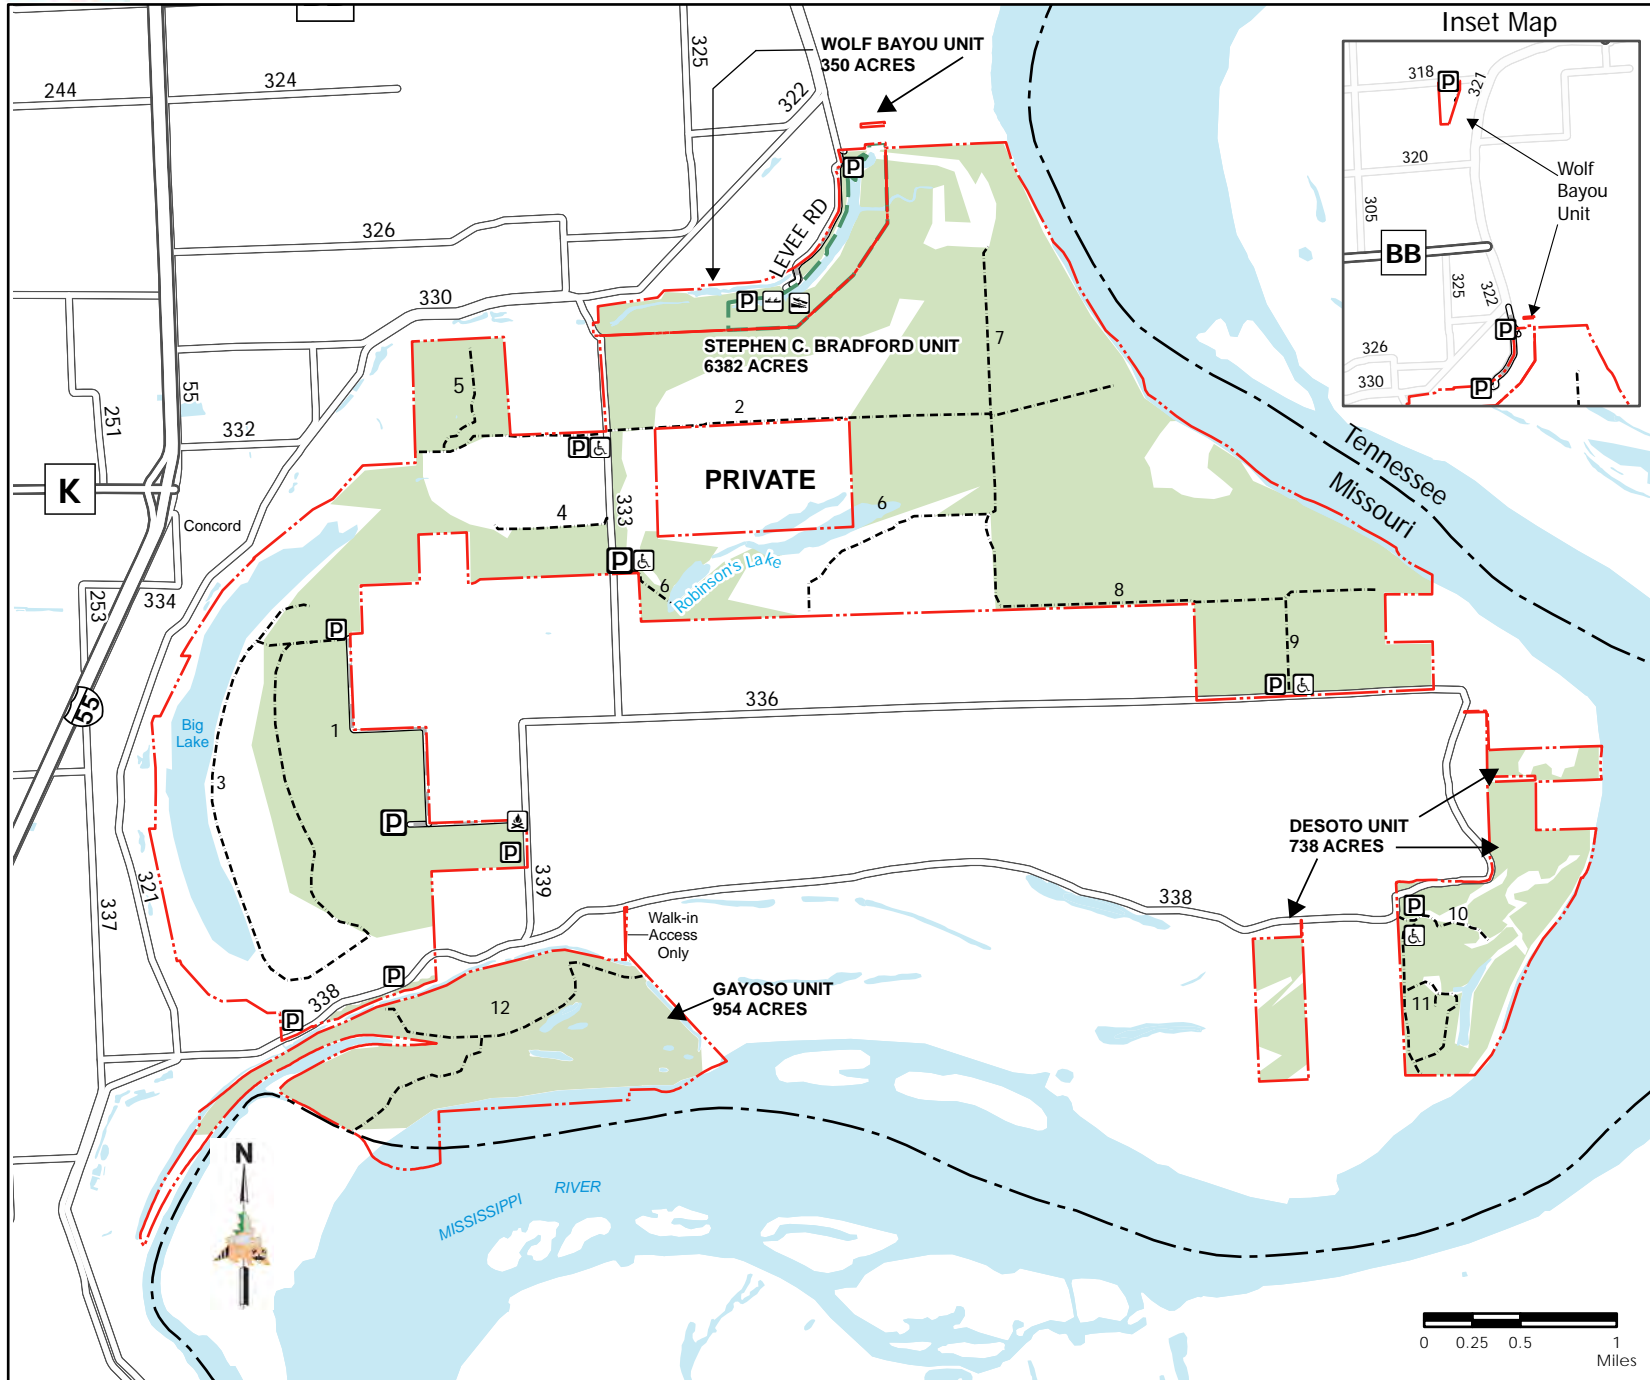 Inset Map
WOLF BAYOU UNIT
350 ACRES
325
322
244
324
326
330
LEVEE RD
P
P
STEPHEN C. BRADFORD UNIT
6382 ACRES
318
P
321
320
Wolf
Bayou
Unit
305
BB
325
322
P
326
330
P
55
251
332
K
Concord
5
2
7
P
PRIVATE
4
333
6
P
6
Robinson's Lake
Tennessee
Missouri
253
334
55
P
8
9
P
336
Big
Lake
1
3
P
P
339
321
337
DESOTO UNIT
738 ACRES
338
P
10
11
Walk-in
Access
Only
P
338
P
12
GAYOSO UNIT
954 ACRES
N
MISSISSIPPI RIVER
0 0.25 0.5 1
Miles